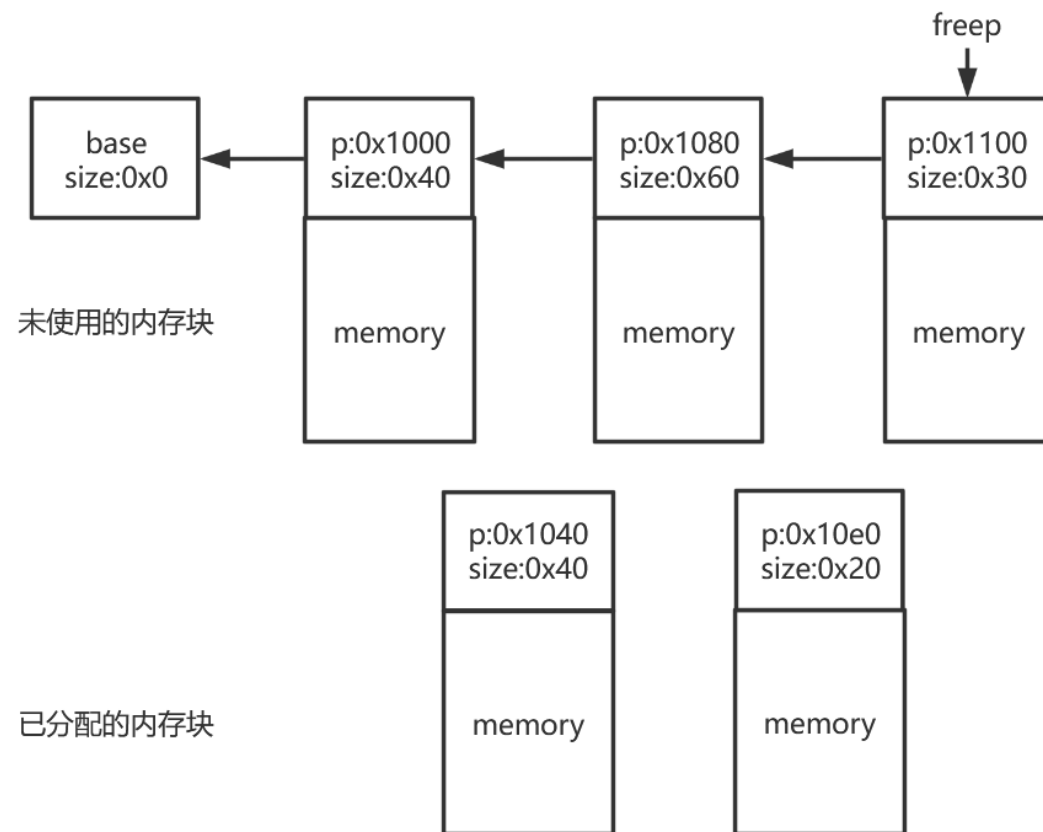 freep
base
size:0x0
p:0x1000
size:0x40
p:0x1080
size:0x60
p:0x1100
size:0x30
未使用的内存块
memory
memory
memory
p:0x1040
size:0x40
p:0x10e0
size:0x20
已分配的内存块
memory
memory